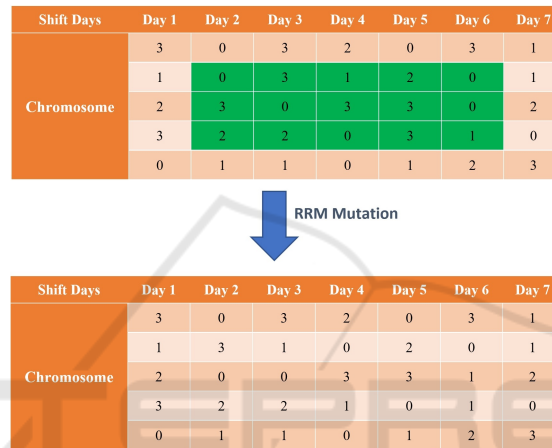 Shift Days Day 1 Day 2 Day 3 Day 4 Day 5 Day 6 Day 7
3 0 3 2 0 3 1
1 0 3 1 2 0 1
Chromosome 2 3 0 3 3 0 2
3 2 2 0 3 1 0
0 1 1 0 1 2 3
RRM Mutation
Shift Days Day 1 Day 2 Day 3 Day 4 Day 5 Day 6 Day 7
3 0 3 2 0 3 1
1 3 1 0 2 0 1
Chromosome 2 0 0 3 3 1 2
3 2 2 1 0 1 0
0 1 1 0 1 2 3